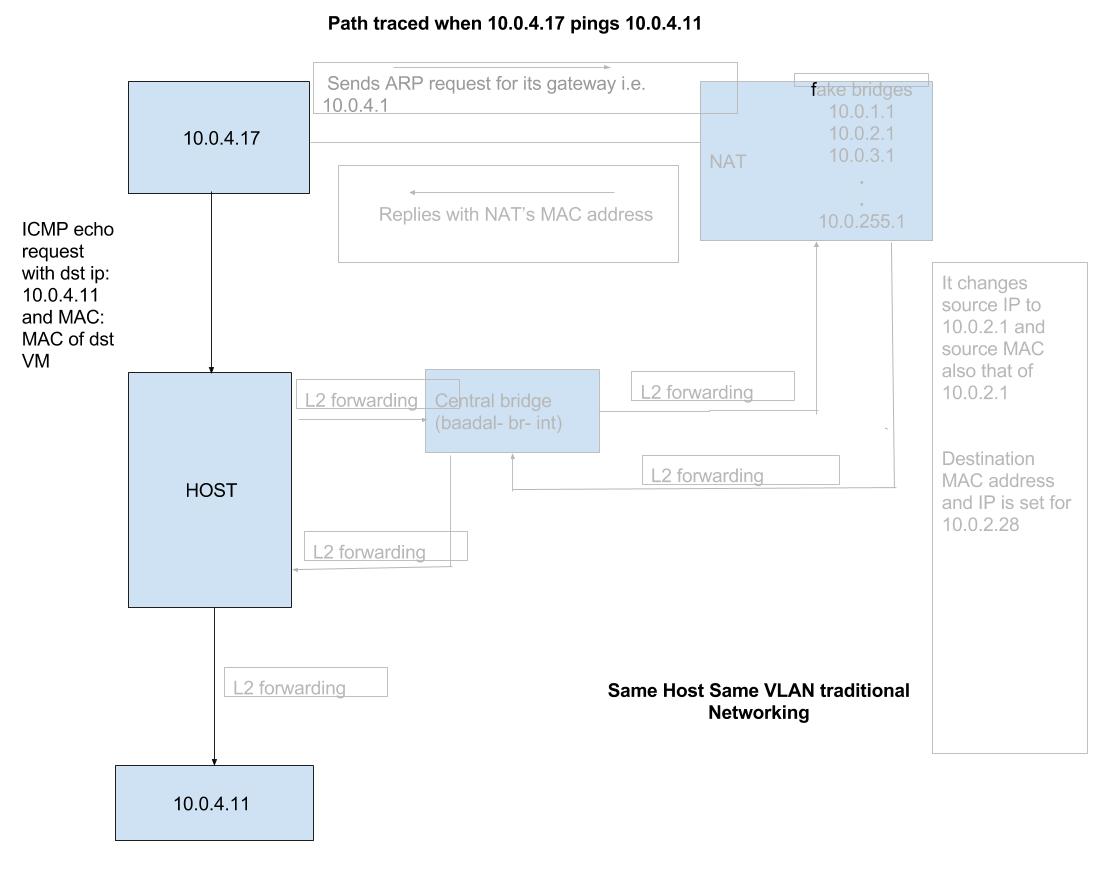 Path traced when 10.0.4.17 pings 10.0.4.11
Sends ARP request for its gateway i.e.
10.0.4.1
10.0.4.17
fake bridges
10.0.1.1
10.0.2.1
10.0.3.1
.
.
10.0.255.1
NAT
Replies with NAT's MAC address
ICMP echo
request
with dst ip:
10.0.4.11
and MAC:
MAC of dst
VM
It changes
source IP to
10.0.2.1 and
source MAC
also that of
10.0.2.1
Destination
MAC address
and IP is set for
10.0.2.28
L2 forwarding
Central bridge
(baadal- br- int)
L2 forwarding
L2 forwarding
HOST
L2 forwarding
L2 forwarding
Same Host Same VLAN traditional
Networking
10.0.4.11